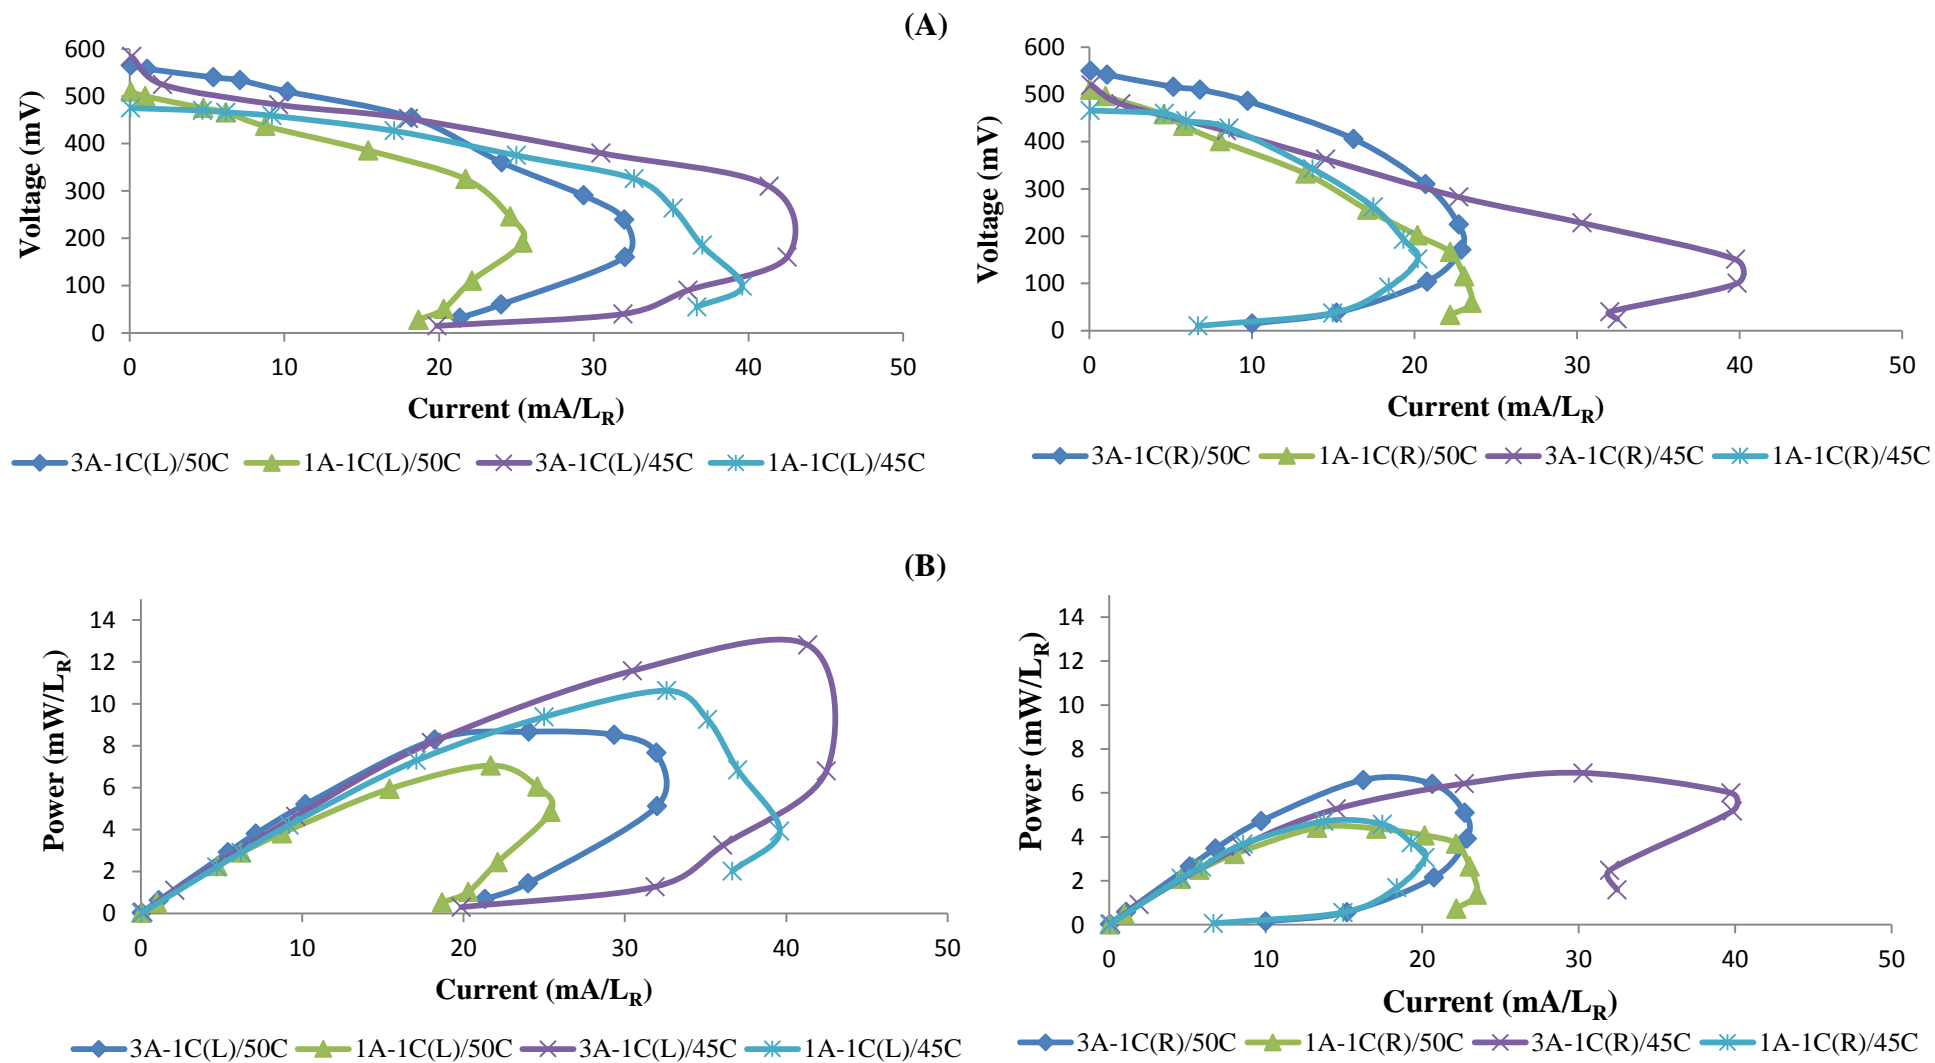 (A)
Voltage (mV)
600
500
400
300
200
100
0
0 10 20 30 40 50
Current (mA/LR)
3A-1C(L)/50C 1A-1C(L)/50C 3A-1C(L)/45C 1A-1C(L)/45C
Voltage (mV)
600
500
400
300
200
100
0
0 10 20 30 40 50
Current (mA/LR)
3A-1C(R)/50C 1A-1C(R)/50C 3A-1C(R)/45C 1A-1C(R)/45C
(B)
Power (mW/LR)
14
12
10
8
6
4
2
0
0 10 20 30 40 50
Current (mA/LR)
3A-1C(L)/50C 1A-1C(L)/50C 3A-1C(L)/45C 1A-1C(L)/45C
Power (mW/LR)
14
12
10
8
6
4
2
0
0 10 20 30 40 50
Current (mA/LR)
3A-1C(R)/50C 1A-1C(R)/50C 3A-1C(R)/45C 1A-1C(R)/45C